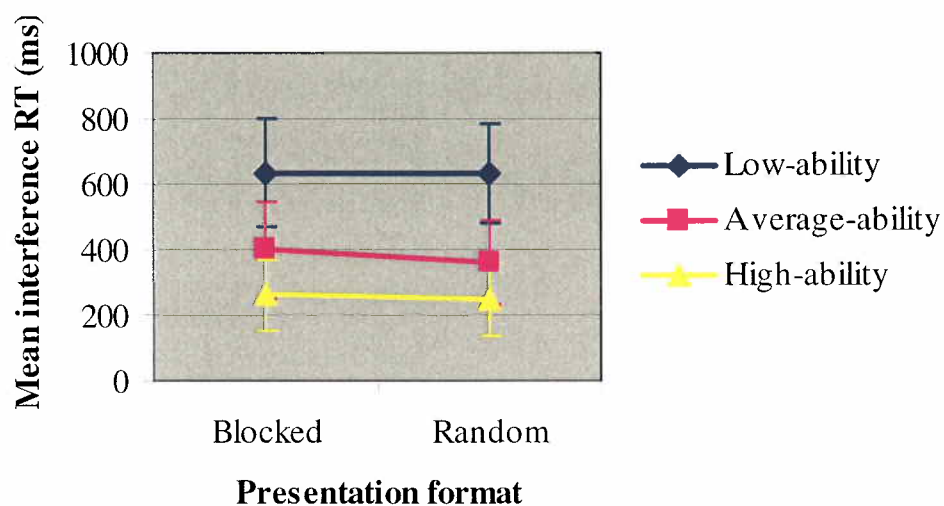 Mean interference RT (ms)
1000
800
600
400
200
0
Blocked
Random
Presentation format
Low-ability
Average-ability
High-ability